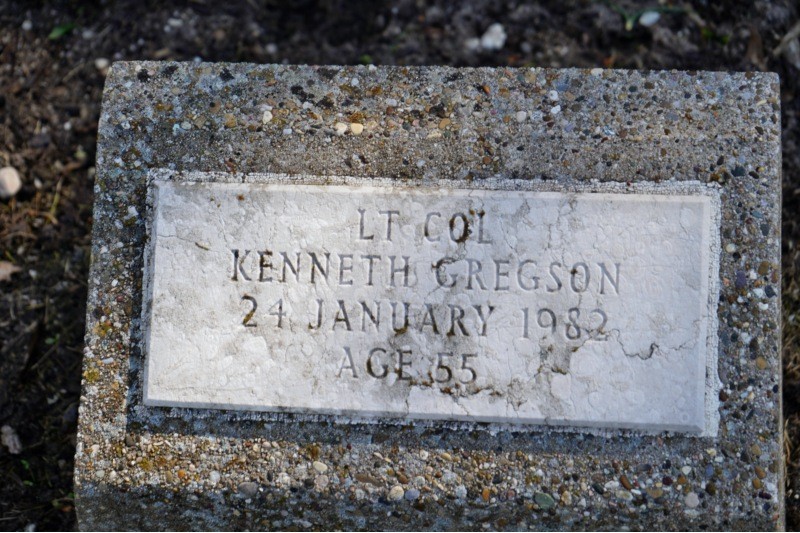 LT COL
KENNETH GREGSON
24 JANUARY 1982
AGE 55